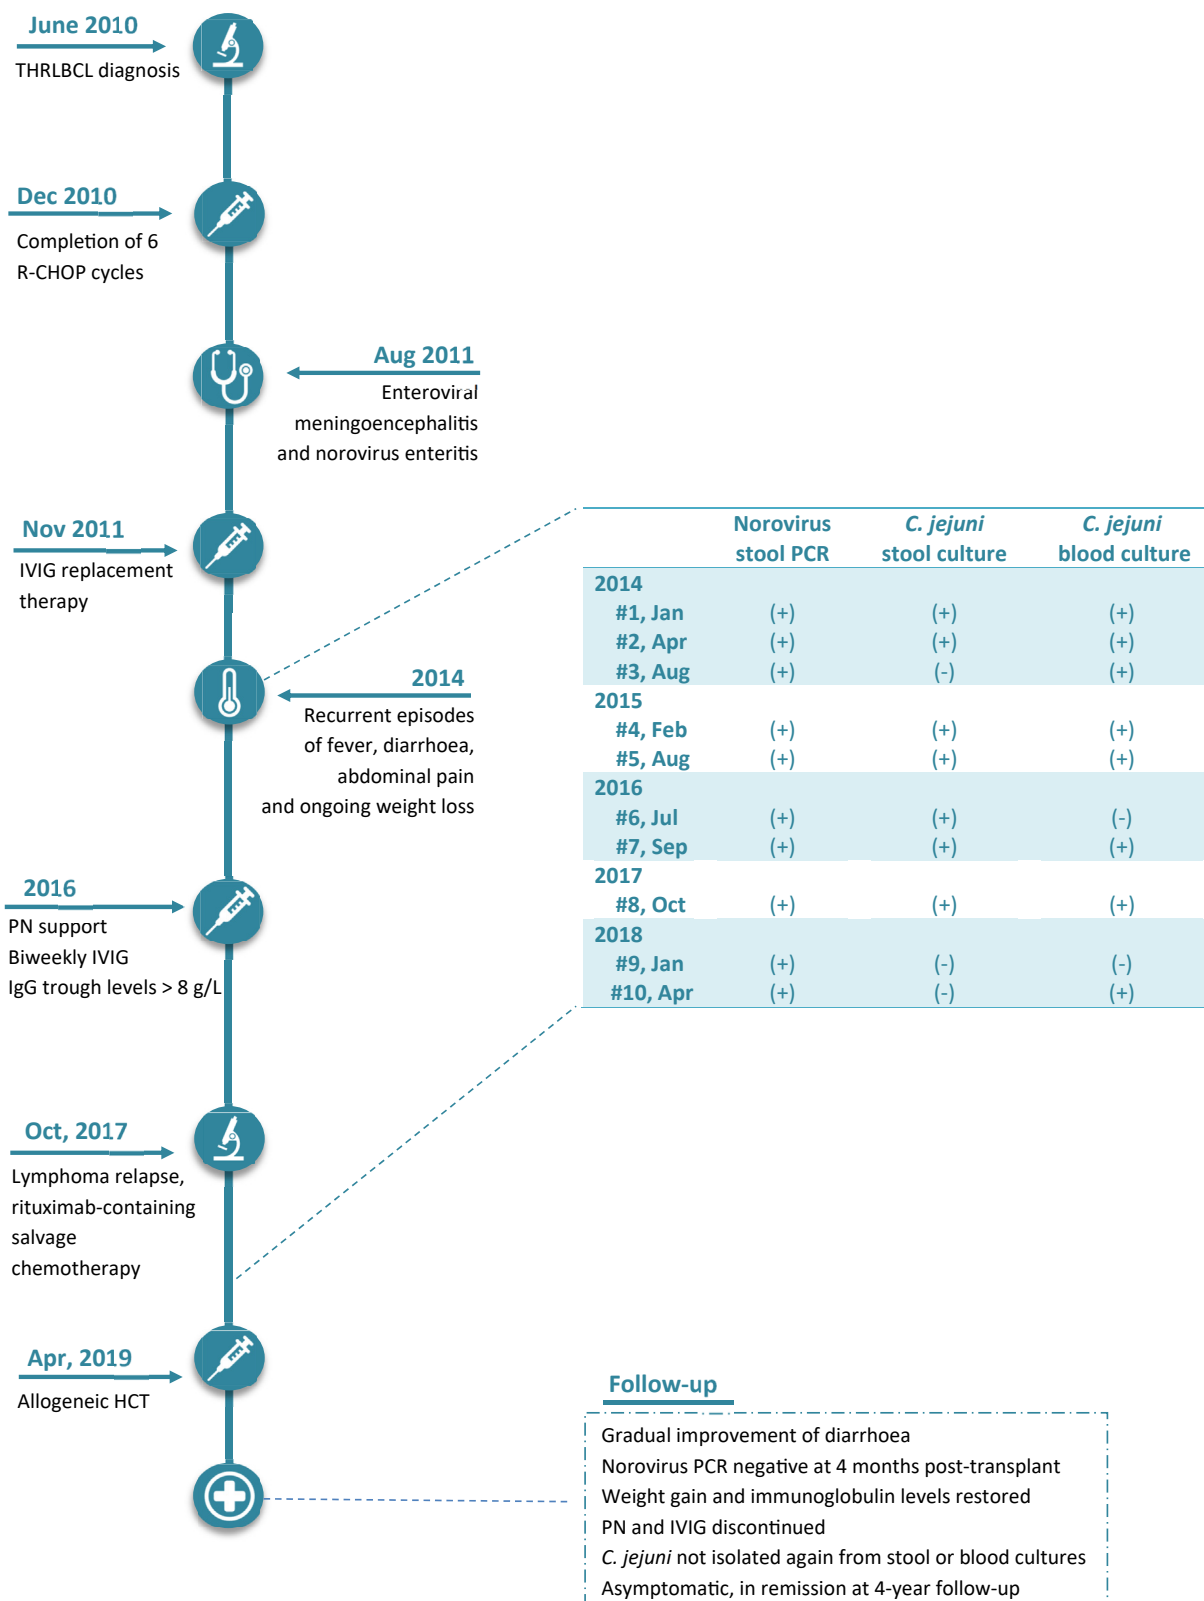 June 2010
THRLBCL diagnosis
Dec 2010
Completion of 6
R-CHOP cycles
Aug 2011
Enteroviral
meningoencephalitis
and norovirus enteritis
Nov 2011
IVIG replacement
therapy
2014
Recurrent episodes
of fever, diarrhoea,
abdominal pain
and ongoing weight loss
Norovirus C. jejuni C. jejuni
stool PCR stool culture blood culture
2014
#1, Jan (+) (+) (+)
#2, Apr (+) (+) (+)
#3, Aug (+) (-) (+)
2015
#4, Feb (+) (+) (+)
#5, Aug (+) (+) (+)
2016
#6, Jul (+) (+) (-)
#7, Sep (+) (+) (+)
2017
#8, Oct (+) (+) (+)
2018
#9, Jan (+) (-) (-)
#10, Apr (+) (-) (+)
2016
PN support
Biweekly IVIG
IgG trough levels > 8 g/L
Oct, 2017
Lymphoma relapse,
rituximab-containing
salvage
chemotherapy
Apr, 2019
Allogeneic HCT
Follow-up
Gradual improvement of diarrhoea
Norovirus PCR negative at 4 months post-transplant
Weight gain and immunoglobulin levels restored
PN and IVIG discontinued
C. jejuni not isolated again from stool or blood cultures
Asymptomatic, in remission at 4-year follow-up